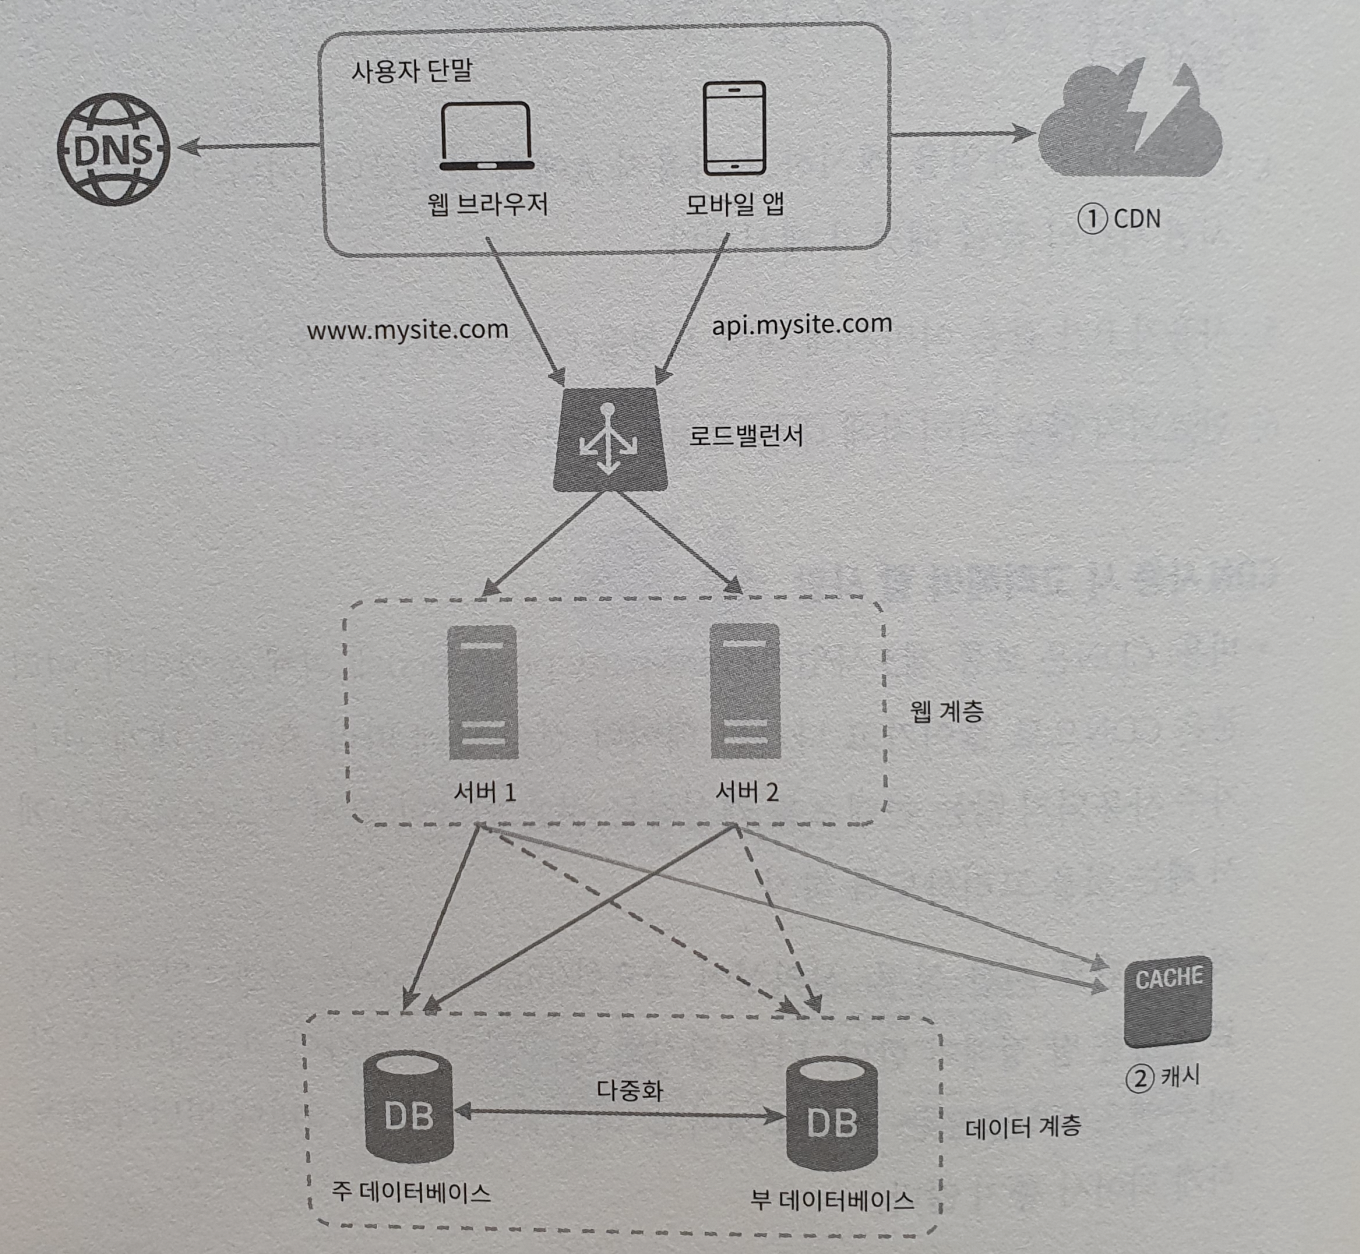 사용자 단말
DNS
웹 브라우저
모바일 앱
① CDN
www.mysite.com
api.mysite.com
로드밸런서
웹 계층
서버 1
서버 2
CACHE
② 캐시
다중화
DB
DB
데이터 계층
주 데이터베이스
부 데이터베이스